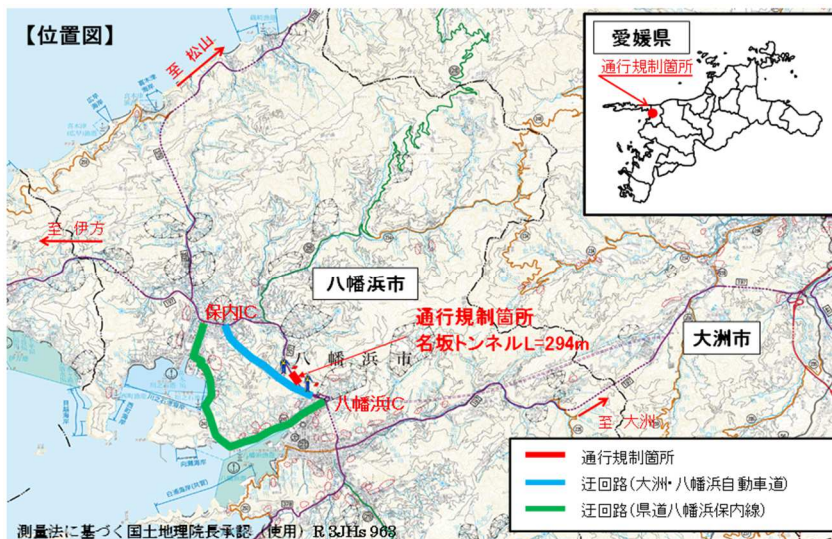 【位置図】
至 松山
愛媛県
通行規制箇所
至 伊方
八幡浜市
保内IC
通行規制箇所
名坂トンネルL=294m
大洲市
八幡浜市
八幡浜IC
至 大洲
通行規制箇所
迂回路(大洲・八幡浜自動車道)
迂回路(県道八幡浜保内線)
測量法に基づく国土地理院長承認(使用)R 3JHs 963